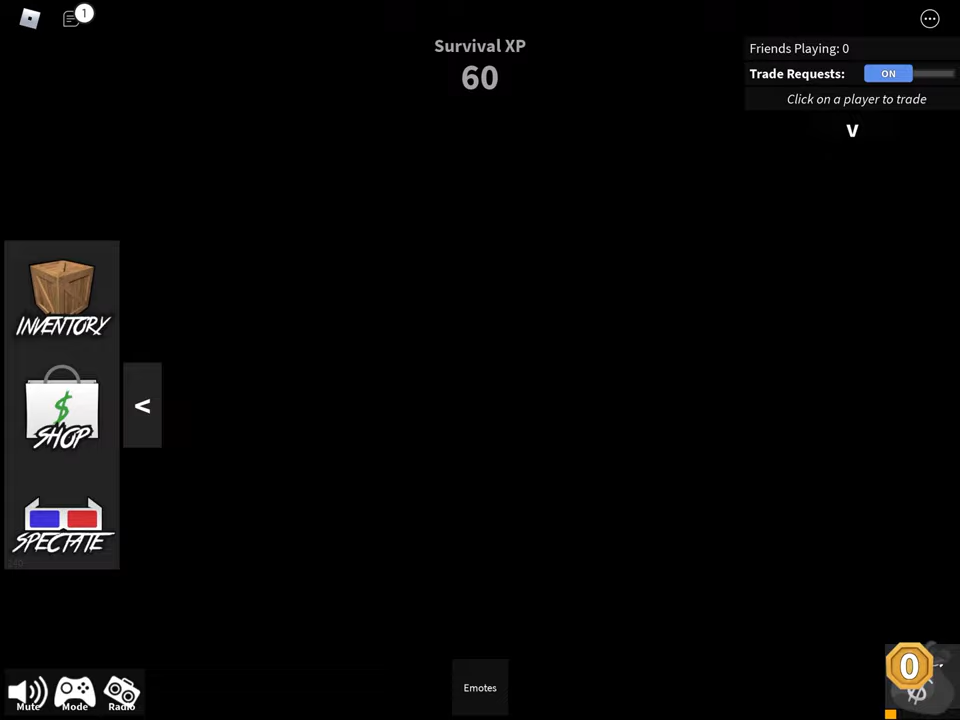 1
Survival XP
60
Friends Playing: 0
Trade Requests: ON
Click on a player to trade
v
INVENTORY
<
$
SHOP
SPECTATE
Mute
Mode
Radio
Emotes
0